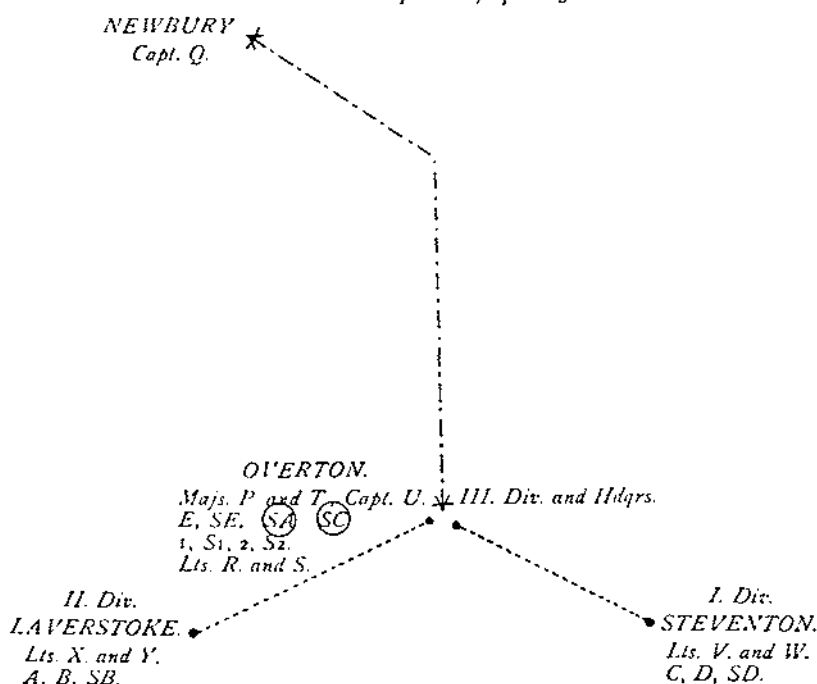 NEWBURY
Capt. Q.
OVERTON.
Majs. P and T, Capt. U. III. Div. and Hdqrs.
E, SE. SA SC
1, S1, 2, S2.
Lts. R. and S.
II. Div.
LAVERSTOKE.
Lts. X. and Y.
A, B, SB.
I. Div.
STEVENTON.
Lts. V. and W.
C, D, SD.